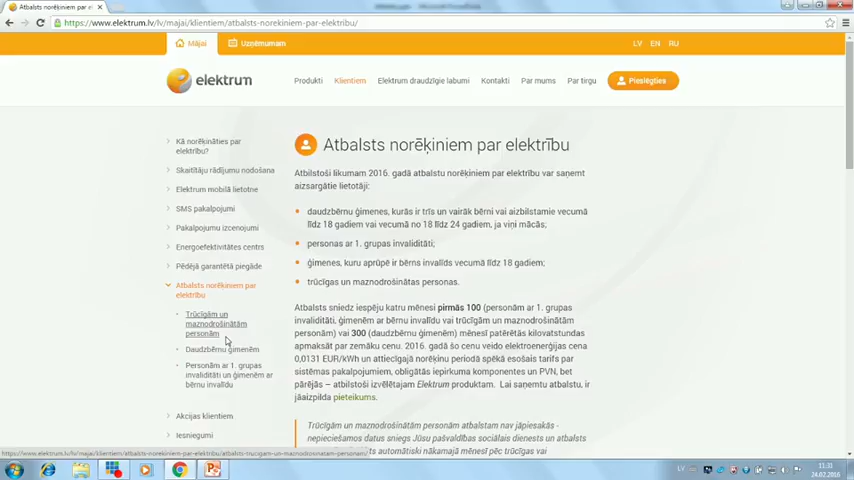 Atbalsts norēķiniem par el
https://www.elektrum.lv/lv/majai/klientiem/atbalsts-norekiniem-par-elektribu/
Mājai
Uzņēmumam
LV EN RU
elektrum
Produkti Klientiem Elektrum draudzīgie labumi Kontakti Par mums Par tirgu Pieslēgties
Kā norēķināties par
elektrību?
Skaitītāju rādījumu nodošana
Elektrum mobilā lietotne
SMS pakalpojumi
Pakalpojumu izcenojumi
Energoefektivitātes centrs
Pēdējā garantētā piegāde
Atbalsts norēķiniem par
elektrību
Trūcīgām un
maznodrošinātām
personām
Daudzbērnu ģimenēm
Personām ar 1. grupas
invaliditāti un ģimenēm ar
bērnu invalīdu
Akcijas klientiem
Iesniegumi
Atbalsts norēķiniem par elektrību
Atbilstoši likumam 2016. gadā atbalstu norēķiniem par elektrību var saņemt
aizsargātie lietotāji:
daudzbērnu ģimenes, kurās ir trīs un vairāk bērni vai aizbilstamie vecumā
līdz 18 gadiem vai vecumā no 18 līdz 24 gadiem, ja viņi mācās;
personas ar 1. grupas invaliditāti;
ģimenes, kuru aprūpē ir bērns invalīds vecumā līdz 18 gadiem;
trūcīgas un maznodrošinātas personas.
Atbalsts sniedz iespēju katru mēnesi pirmās 100 (personām ar 1. grupas
invaliditāti, ģimenēm ar bērnu invalīdu vai trūcīgām un maznodrošinātām
personām) vai 300 (daudzbērnu ģimenēm) mēnesī patērētās kilovatstundas
apmaksāt par zemāku cenu. 2016. gadā šo cenu veido elektroenerģijas cena
0,0131 EUR/kWh un attiecīgajā norēķinu periodā spēkā esošais tarifs par
sistēmas pakalpojumiem, obligātās iepirkuma komponentes un PVN, bet
pārējās – atbilstoši izvēlētajam Elektrum produktam. Lai saņemtu atbalstu, ir
jāaizpilda pieteikums.
Trūcīgām un maznodrošinātām personām atbalstam nav jāpiesakās -
nepieciešamos datus sniegs Jūsu pašvaldības sociālais dienests un atbalsts
automātiski nākamajā mēnesī pēc trūcīgas vai
https://www.elektrum.lv/lv/majai/klientiem/atbalsts-norekiniem-par-elektribu/atbalsts-trucigam-un-maznodrosinatam-personam/
LV
11:33
24.02.2016